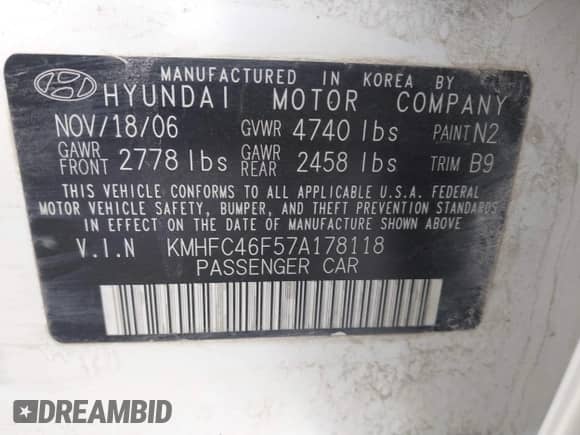 MANUFACTURED IN KOREA BY
HYUNDAI MOTOR COMPANY
NOV/18/06 GVWR 4740 lbs PAINT N2
GAWR FRONT 2778 lbs GAWR REAR 2458 lbs TRIM B9
THIS VEHICLE CONFORMS TO ALL APPLICABLE U.S.A. FEDERAL
MOTOR VEHICLE SAFETY, BUMPER, AND THEFT PREVENTION STANDARDS
IN EFFECT ON THE DATE OF MANUFACTURE SHOWN ABOVE
V.I.N KMHFC46F57A178118
PASSENGER CAR
DREAMBID